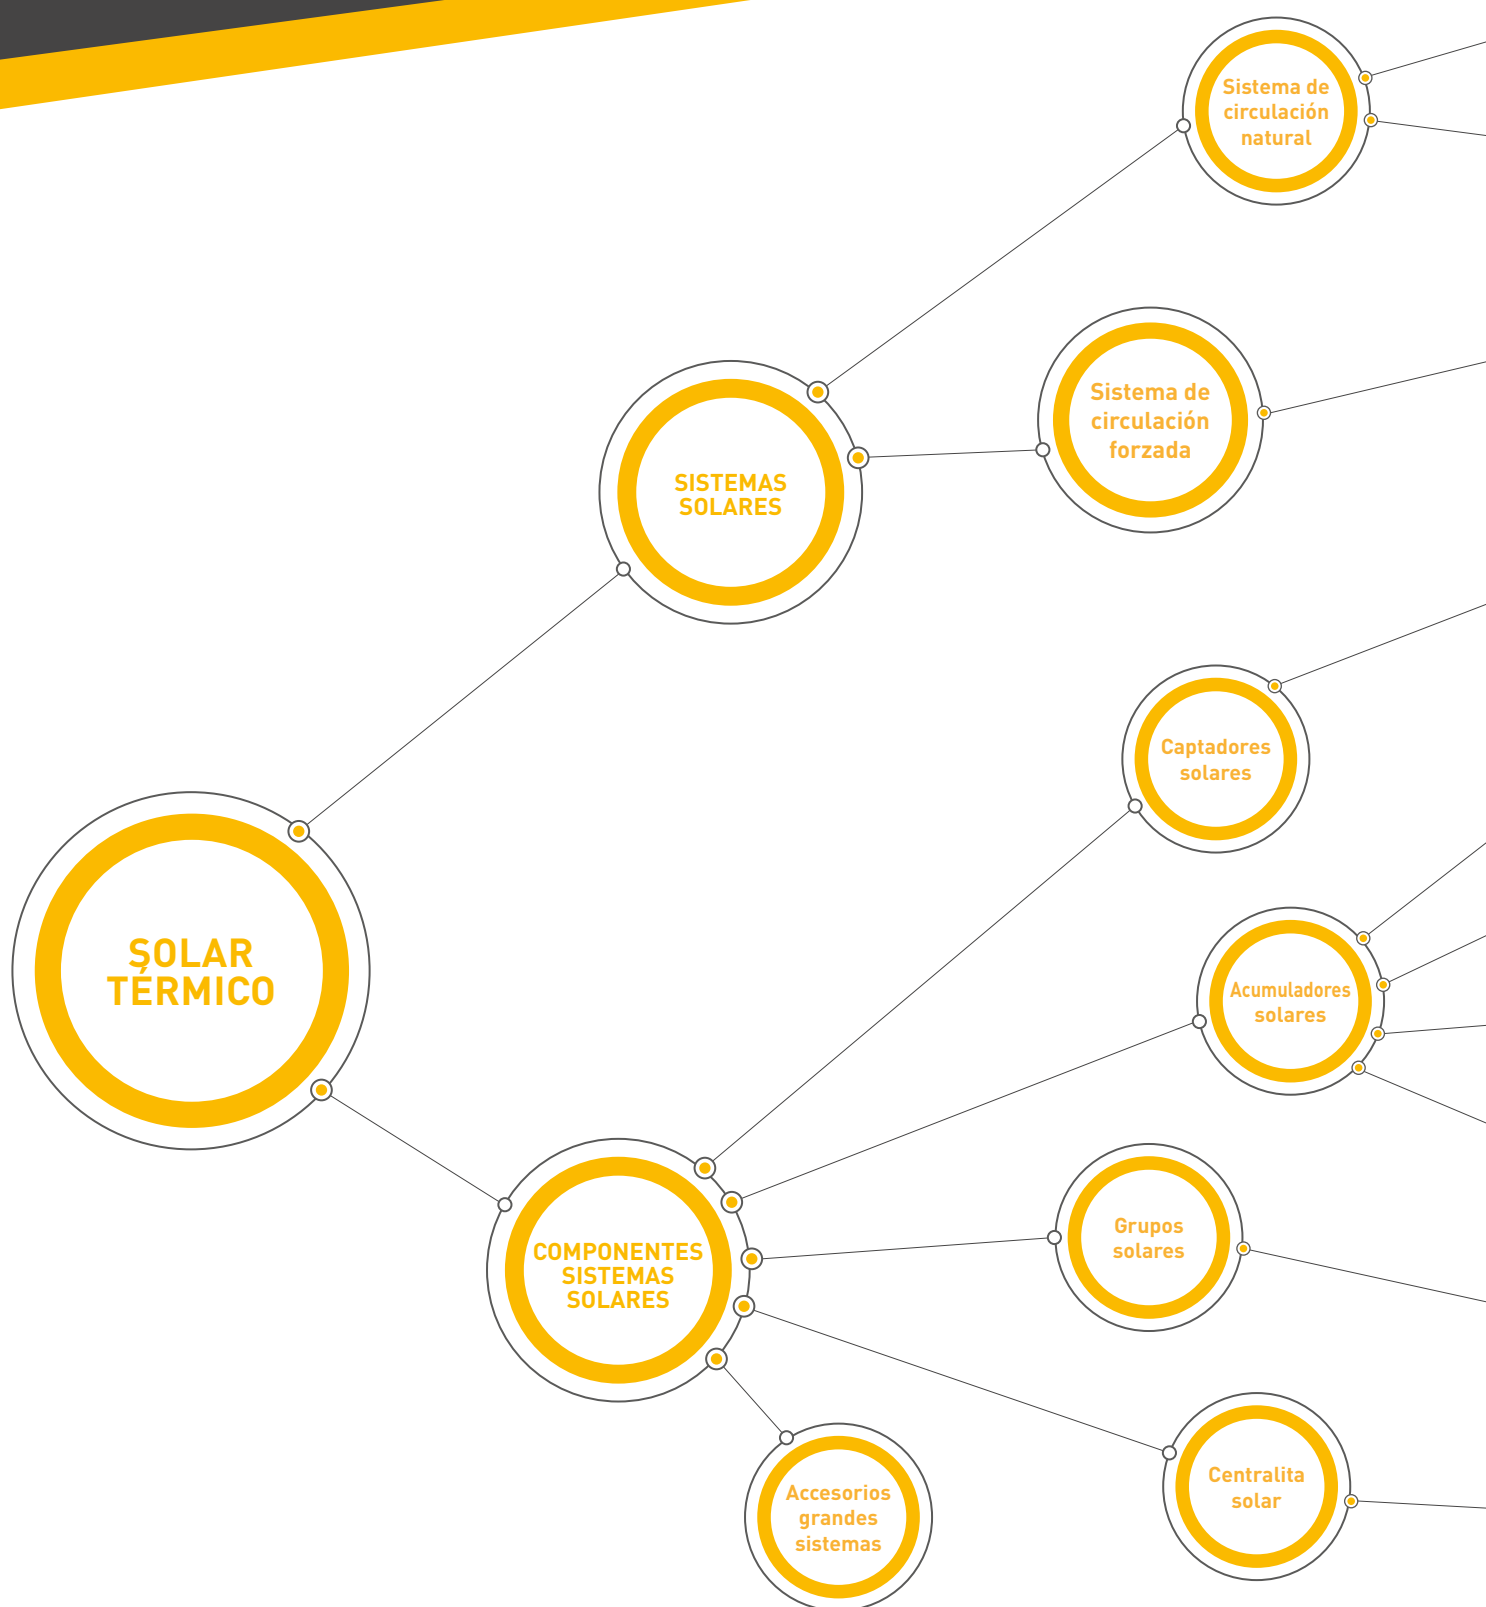 Sistema de
circulación
natural
Sistema de
circulación
forzada
SISTEMAS
SOLARES
Captadores
solares
SOLAR
TÉRMICO
Acumuladores
solares
Grupos
solares
COMPONENTES
SISTEMAS
SOLARES
Centralita
solar
Accesorios
grandes
sistemas